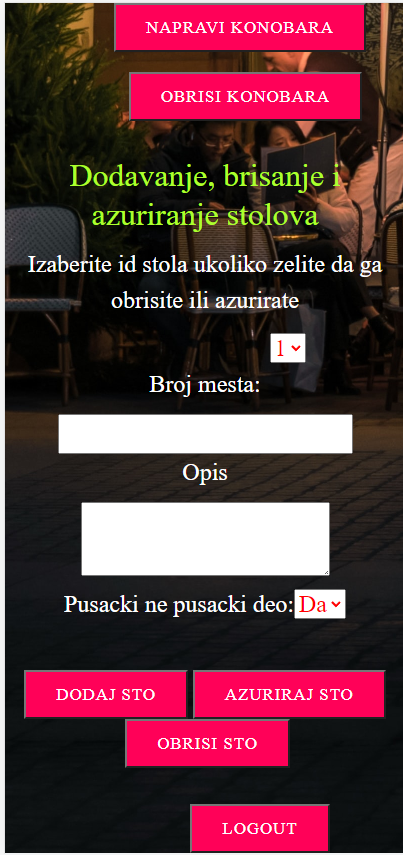 NAPRAVI KONOBARA
OBRISI KONOBARA
Dodavanje, brisanje i
azuriranje stolova
Izaberite id stola ukoliko zelite da ga
obrisite ili azurirate
1
Broj mesta:
Opis
Pusacki ne pusacki deo: Da
DODAJ STO AZURIRAJ STO
OBRISI STO
LOGOUT